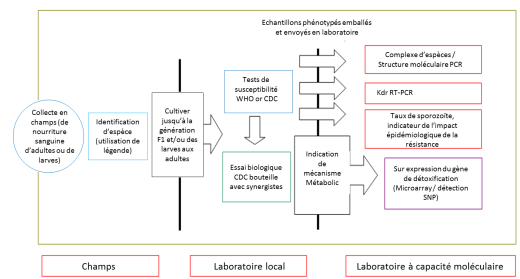 Echantillons phénotypés emballés
et envoyés en laboratoire
Collecte en
champs (de
nourriture
sanguine
d'adultes ou de
larves)
Identification
d'espèce
(utilisation de
légende)
Cultiver
jusqu'à la
génération
F1 et/ou des
larves aux
adultes
Tests de
susceptibilité
WHO or CDC
Essai biologique
CDC bouteille
avec synergistes
Indication
de
mécanisme
Métabolic
Complexe d'espèces /
Structure moléculaire PCR
Kdr RT-PCR
Taux de sporozoïte,
indicateur de l'impact
épidémiologique de la
résistance
Sur expression du gène
de détoxification
(Microarray / détection
SNP)
Champs
Laboratoire local
Laboratoire à capacité moléculaire